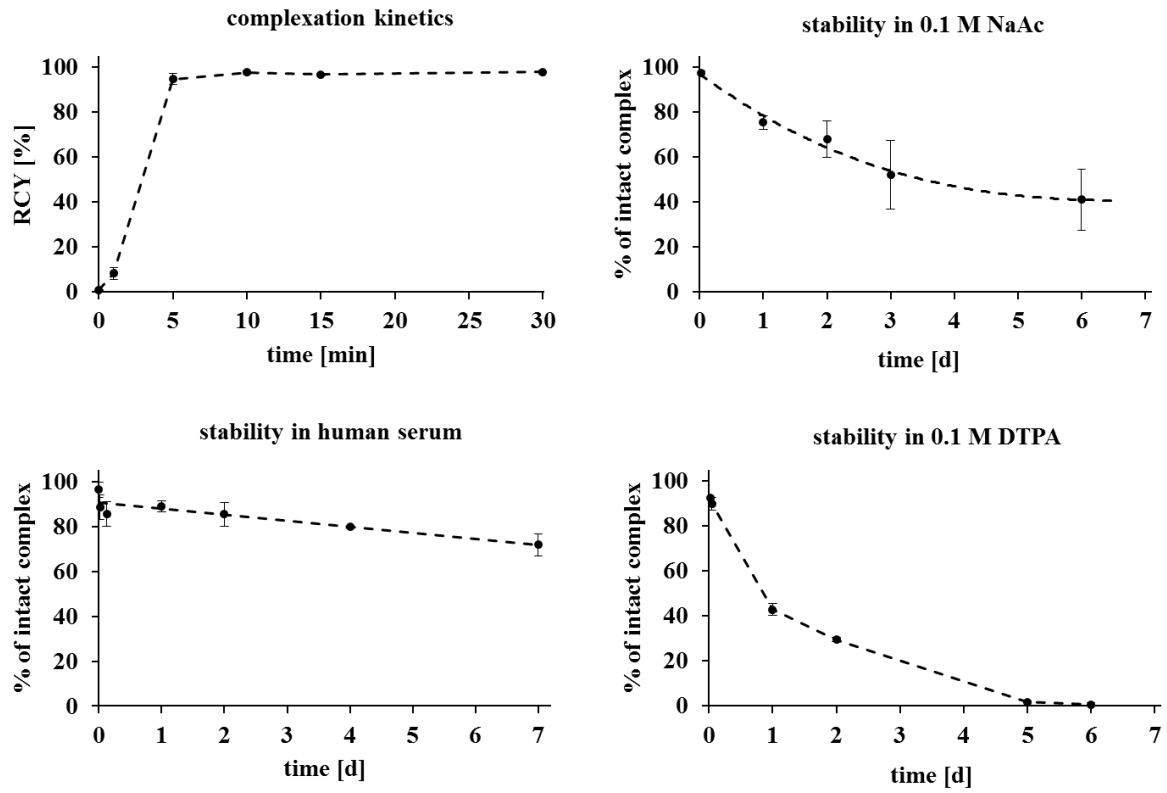 complexation kinetics
RCY [%]
100
80
60
40
20
0
0 5 10 15 20 25 30
time [min]
stability in 0.1 M NaAc
% of intact complex
100
80
60
40
20
0
0 1 2 3 4 5 6 7
time [d]
stability in human serum
% of intact complex
100
80
60
40
20
0
0 1 2 3 4 5 6 7
time [d]
stability in 0.1 M DTPA
% of intact complex
100
80
60
40
20
0
0 1 2 3 4 5 6 7
time [d]